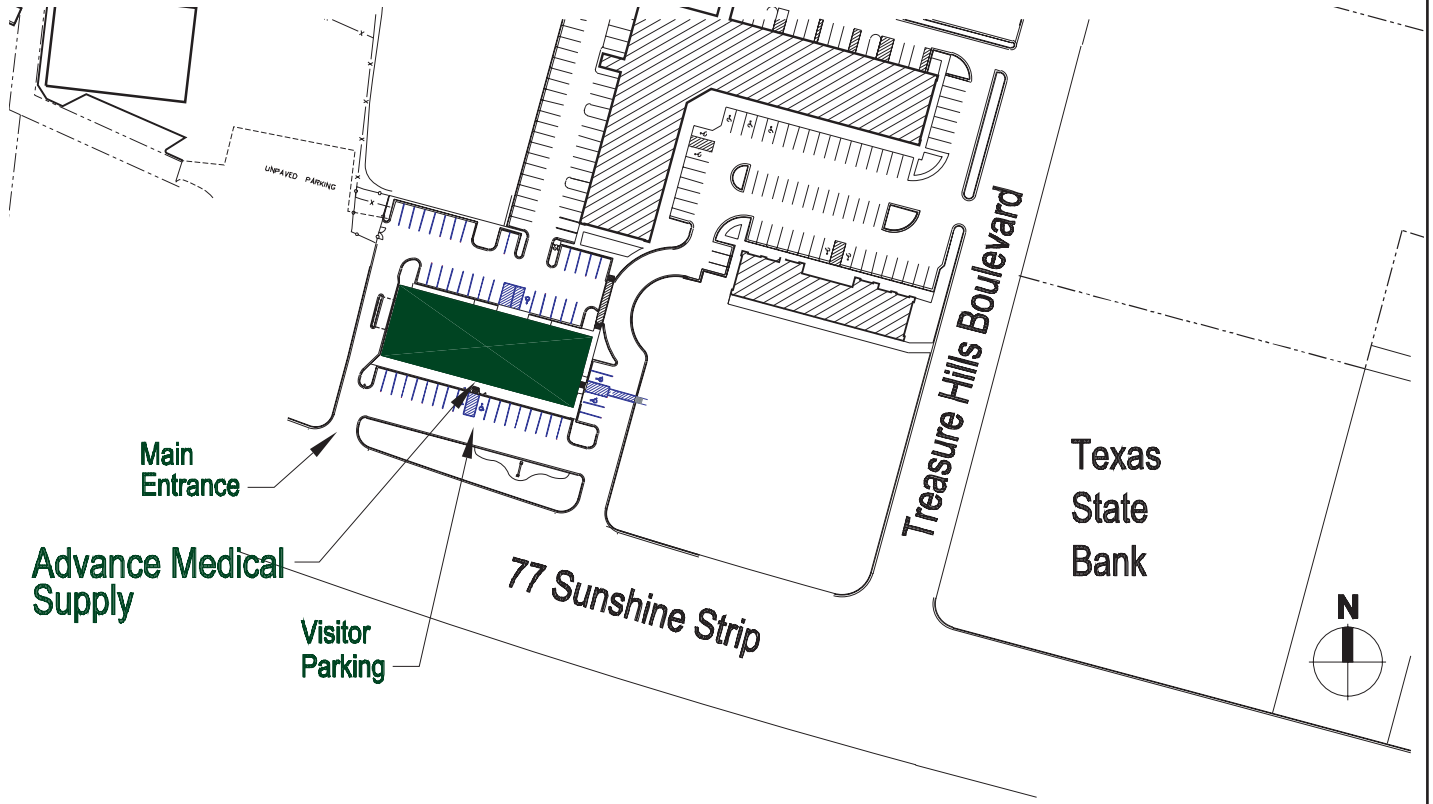 UNPAVED PARKING
Treasure Hills Boulevard
Main
Entrance
Texas
State
Bank
Advance Medical
Supply
77 Sunshine Strip
N
Visitor
Parking